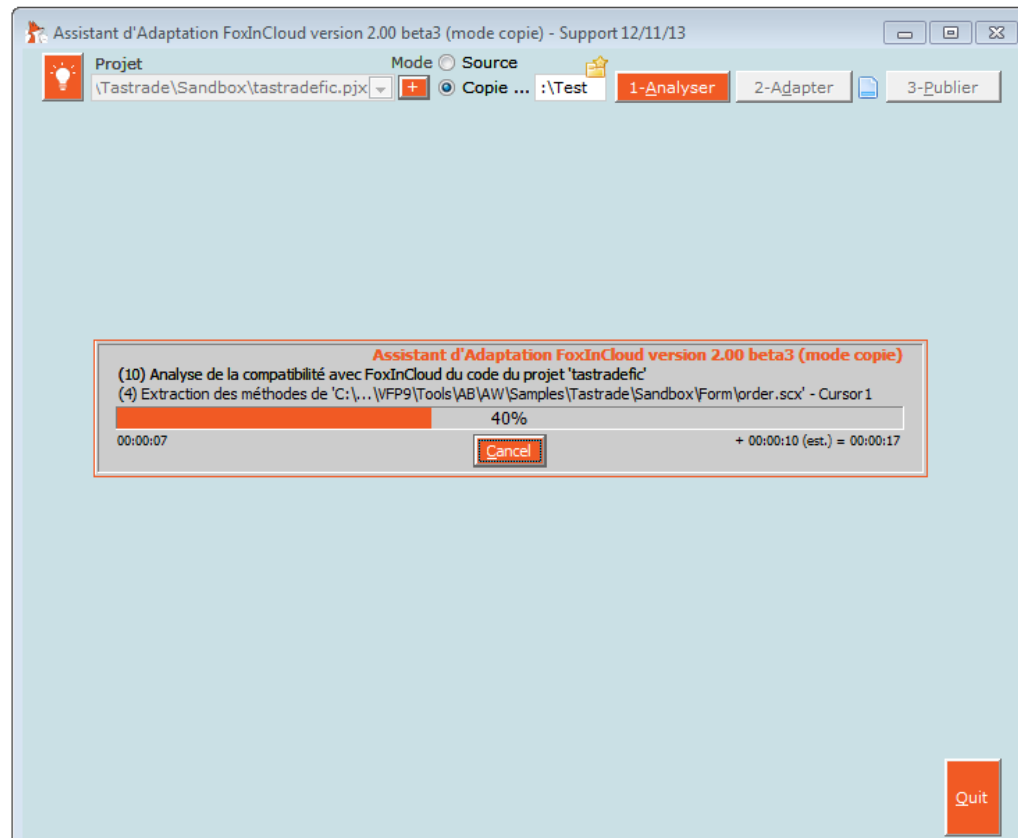 Assistant d'Adaptation FoxInCloud version 2.00 beta3 (mode copie) - Support 12/11/13
Projet Mode Source
\Tastrade\Sandbox\tastradefic.pjx + Copie ... :\Test 1-Analyser 2-Adapter 3-Publier
Assistant d'Adaptation FoxInCloud version 2.00 beta3 (mode copie)
(10) Analyse de la compatibilité avec FoxInCloud du code du projet 'tastradefic'
(4) Extraction des méthodes de 'C:\...\VFP9\Tools\AB\AW\Samples\Tastrade\Sandbox\Form\order.scx' - Cursor1
40%
00:00:07 Cancel + 00:00:10 (est.) = 00:00:17
Quit